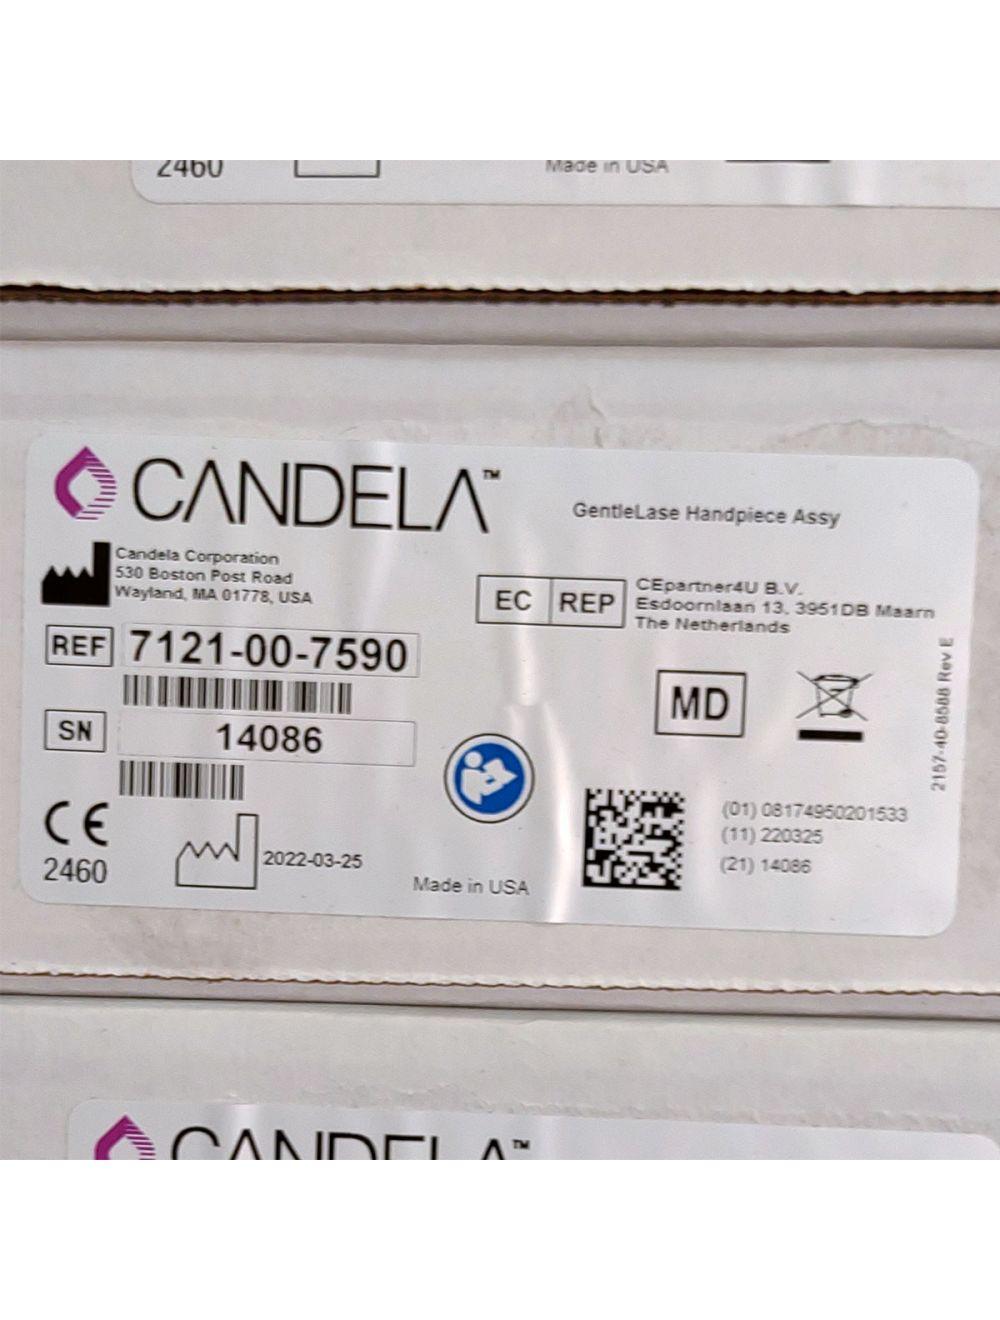 2460
Made in USA
CANDELA™
GentleLase Handpiece Assy
Candela Corporation
530 Boston Post Road
Wayland, MA 01778, USA
EC REP
CEpartner4U B.V.
Esdoornlaan 13, 3951DB Maarn
The Netherlands
REF 7121-00-7590
SN 14086
MD
2157-40-8588 Rev E
CE
2460
2022-03-25
Made in USA
(01) 08174950201533
(11) 220325
(21) 14086
CANDELA™